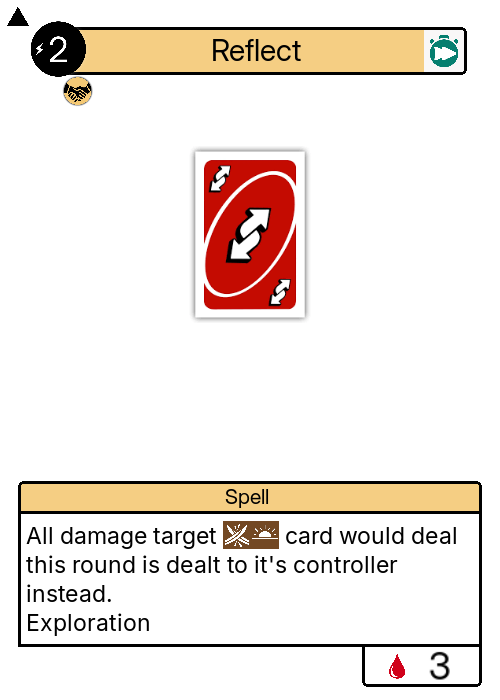 2
Reflect
Spell
All damage target card would deal
this round is dealt to it's controller
instead.
Exploration
3